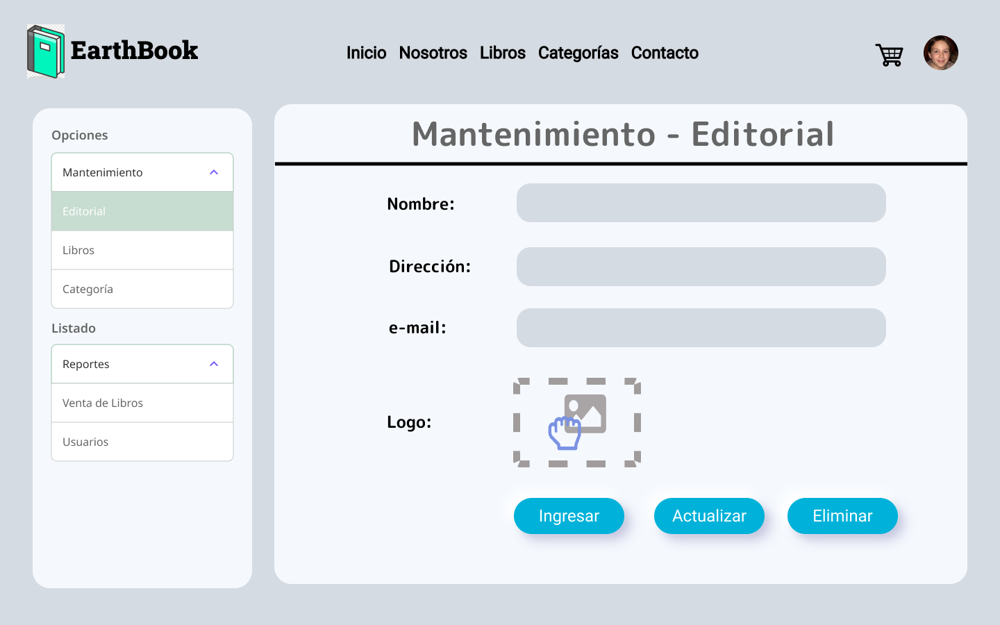 EarthBook
Inicio Nosotros Libros Categorías Contacto
Opciones
Mantenimiento
Editorial
Libros
Categoría
Listado
Reportes
Venta de Libros
Usuarios
Mantenimiento - Editorial
Nombre:
Dirección:
e-mail:
Logo:
Ingresar Actualizar Eliminar